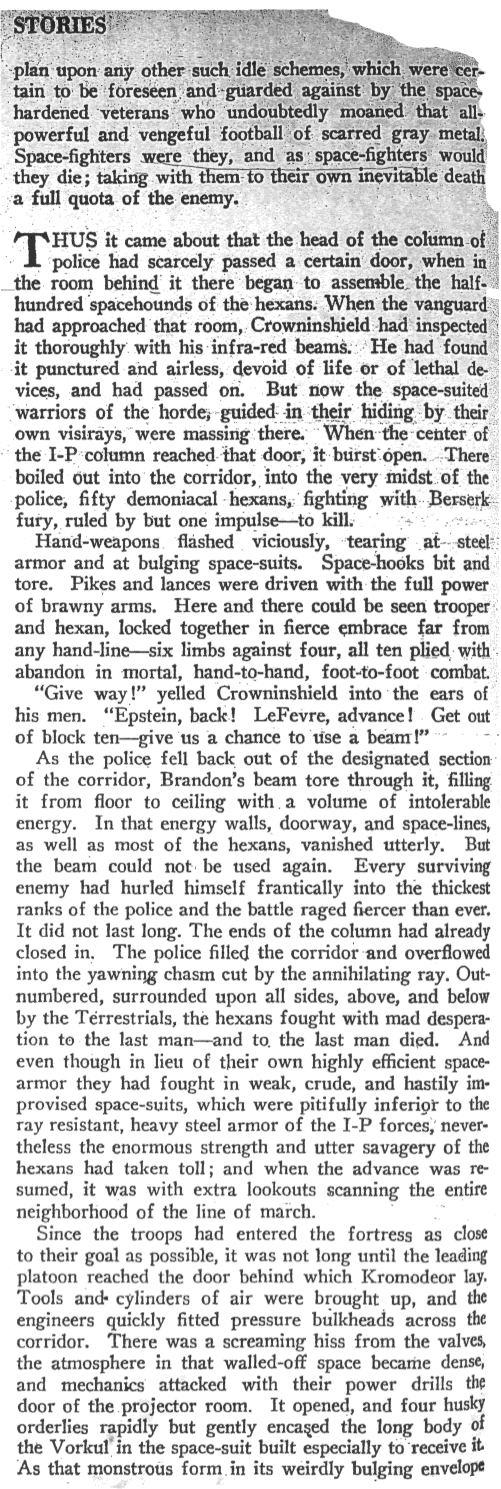 STORIES
plan upon any other such idle schemes, which were cer-
tain to be foreseen and guarded against by the space-
hardened veterans who undoubtedly moaned that all-
powerful and vengeful football of scarred gray metal.
Space-fighters were they, and as space-fighters would
they die; taking with them to their own inevitable death
a full quota of the enemy.
THUS it came about that the head of the column of
police had scarcely passed a certain door, when in
the room behind it there began to assemble the half-
hundred spacehounds of the hexans. When the vanguard
had approached that room, Crowninshield had inspected
it thoroughly with his infra-red beams. He had found
it punctured and airless, devoid of life or of lethal de-
vices, and had passed on. But now the space-suited
warriors of the horde, guided in their hiding by their
own visirays, were massing there. When the center of
the I-P column reached that door, it burst open. There
boiled out into the corridor, into the very midst of the
police, fifty demoniacal hexans, fighting with Berserk
fury, ruled by but one impulse—to kill.
Hand-weapons flashed viciously, tearing at steel
armor and at bulging space-suits. Space-hooks bit and
tore. Pikes and lances were driven with the full power
of brawny arms. Here and there could be seen trooper
and hexan, locked together in fierce embrace far from
any hand-line—six limbs against four, all ten plied with
abandon in mortal, hand-to-hand, foot-to-foot combat.
"Give way!" yelled Crowninshield into the ears of
his men. "Epstein, back! LeFevre, advance! Get out
of block ten—give us a chance to use a beam!"
As the police fell back out of the designated section
of the corridor, Brandon's beam tore through it, filling
it from floor to ceiling with a volume of intolerable
energy. In that energy walls, doorway, and space-lines,
as well as most of the hexans, vanished utterly. But
the beam could not be used again. Every surviving
enemy had hurled himself frantically into the thickest
ranks of the police and the battle raged fiercer than ever.
It did not last long. The ends of the column had already
closed in. The police filled the corridor and overflowed
into the yawning chasm cut by the annihilating ray. Out-
numbered, surrounded upon all sides, above, and below
by the Terrestrials, the hexans fought with mad despera-
tion to the last man—and to the last man died. And
even though in lieu of their own highly efficient space-
armor they had fought in weak, crude, and hastily im-
provised space-suits, which were pitifully inferior to the
ray resistant, heavy steel armor of the I-P forces, never-
theless the enormous strength and utter savagery of the
hexans had taken toll; and when the advance was re-
sumed, it was with extra lookouts scanning the entire
neighborhood of the line of march.
Since the troops had entered the fortress as close
to their goal as possible, it was not long until the leading
platoon reached the door behind which Kromodeor lay.
Tools and cylinders of air were brought up, and the
engineers quickly fitted pressure bulkheads across the
corridor. There was a screaming hiss from the valves,
the atmosphere in that walled-off space became dense,
and mechanics attacked with their power drills the
door of the projector room. It opened, and four husky
orderlies rapidly but gently encased the long body of
the Vorkul in the space-suit built especially to receive it.
As that monstrous form in its weirdly bulging envelope